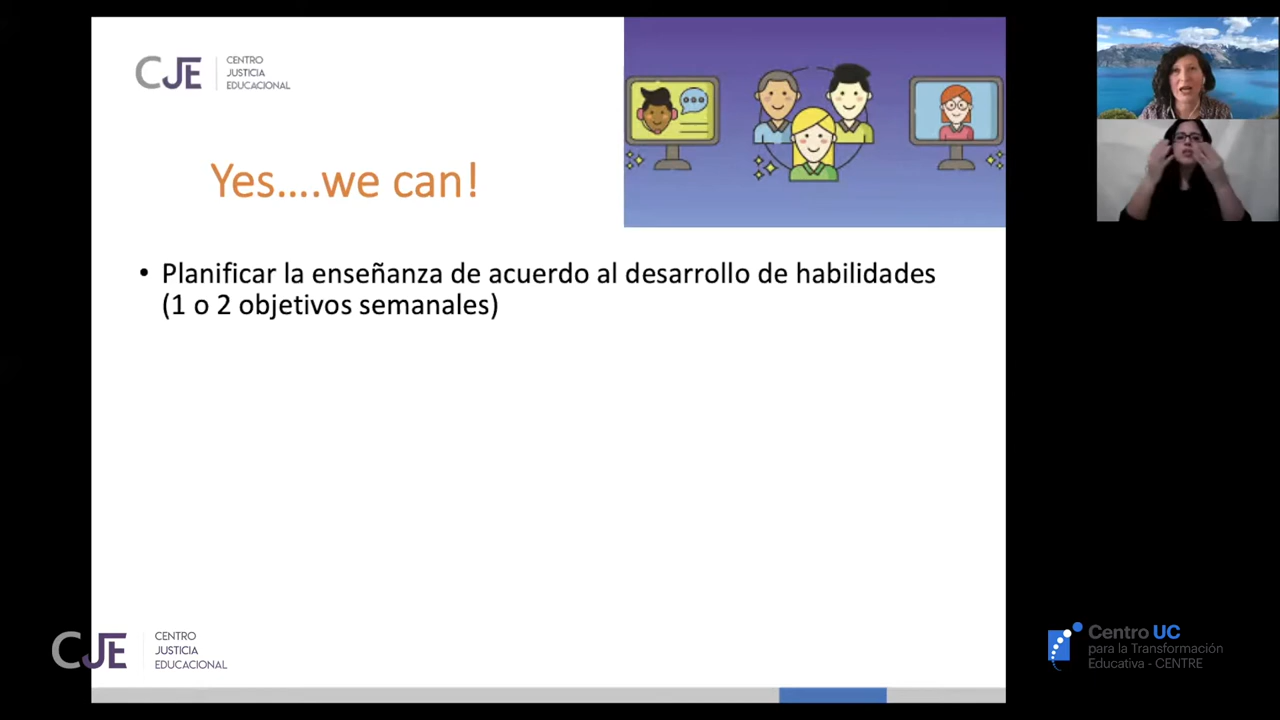 CJE
CENTRO
JUSTICIA
EDUCACIONAL
Yes....we can!
• Planificar la enseñanza de acuerdo al desarrollo de habilidades
(1 o 2 objetivos semanales)
CJE
CENTRO
JUSTICIA
EDUCACIONAL
Centro UC
para la Transformación
Educativa - CENTRE